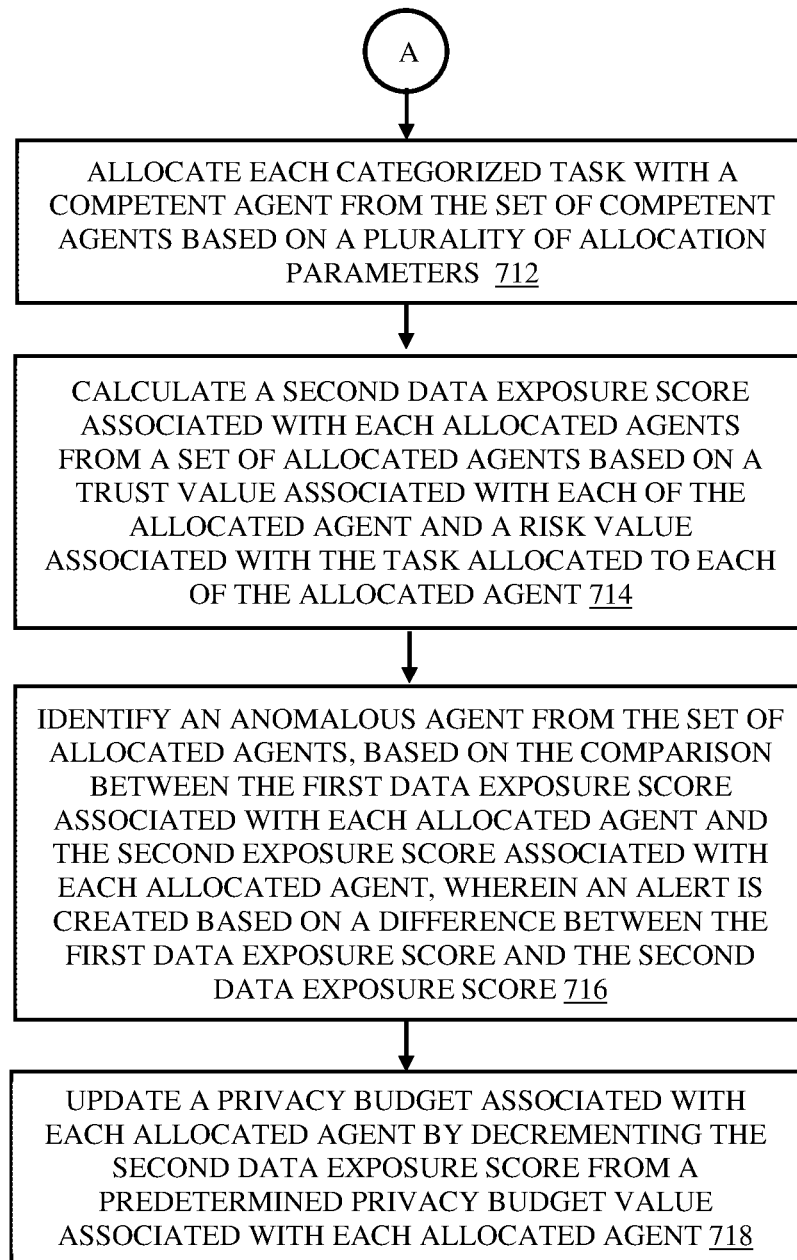 A
ALLOCATE EACH CATEGORIZED TASK WITH A
COMPETENT AGENT FROM THE SET OF COMPETENT
AGENTS BASED ON A PLURALITY OF ALLOCATION
PARAMETERS 712
CALCULATE A SECOND DATA EXPOSURE SCORE
ASSOCIATED WITH EACH ALLOCATED AGENTS
FROM A SET OF ALLOCATED AGENTS BASED ON A
TRUST VALUE ASSOCIATED WITH EACH OF THE
ALLOCATED AGENT AND A RISK VALUE
ASSOCIATED WITH THE TASK ALLOCATED TO EACH
OF THE ALLOCATED AGENT 714
IDENTIFY AN ANOMALOUS AGENT FROM THE SET OF
ALLOCATED AGENTS, BASED ON THE COMPARISON
BETWEEN THE FIRST DATA EXPOSURE SCORE
ASSOCIATED WITH EACH ALLOCATED AGENT AND
THE SECOND EXPOSURE SCORE ASSOCIATED WITH
EACH ALLOCATED AGENT, WHEREIN AN ALERT IS
CREATED BASED ON A DIFFERENCE BETWEEN THE
FIRST DATA EXPOSURE SCORE AND THE SECOND
DATA EXPOSURE SCORE 716
UPDATE A PRIVACY BUDGET ASSOCIATED WITH
EACH ALLOCATED AGENT BY DECREMENTING THE
SECOND DATA EXPOSURE SCORE FROM A
PREDETERMINED PRIVACY BUDGET VALUE
ASSOCIATED WITH EACH ALLOCATED AGENT 718